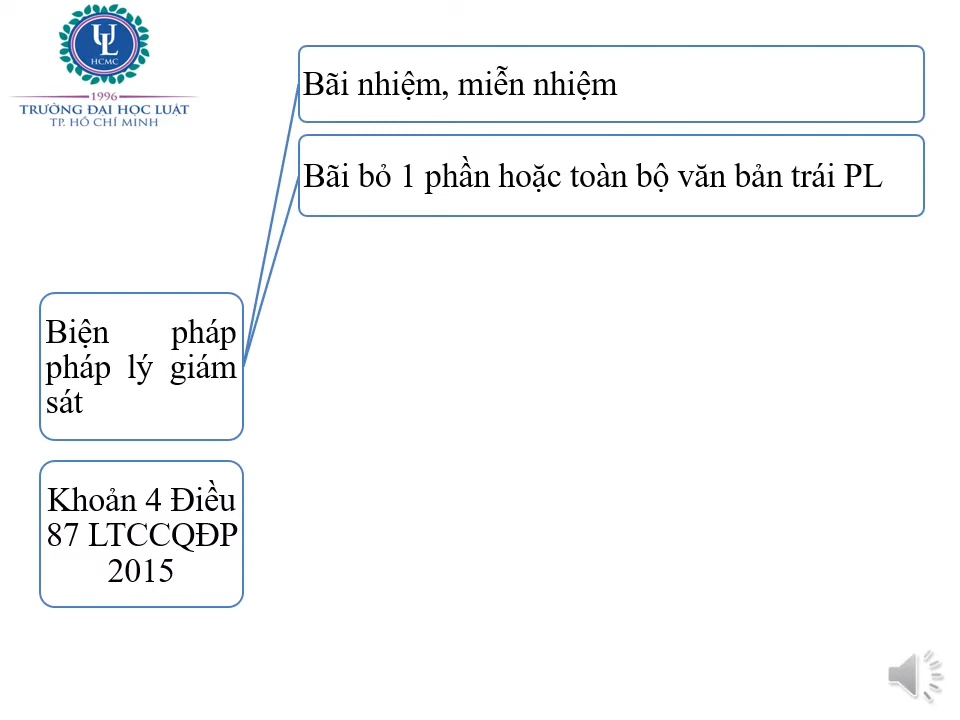 UL
HCMC
1996
TRƯỜNG ĐẠI HỌC LUẬT
TP. HỒ CHÍ MINH
Bãi nhiệm, miễn nhiệm
Bãi bỏ 1 phần hoặc toàn bộ văn bản trái PL
Biện pháp
pháp lý giám
sát
Khoản 4 Điều
87 LTCCQĐP
2015